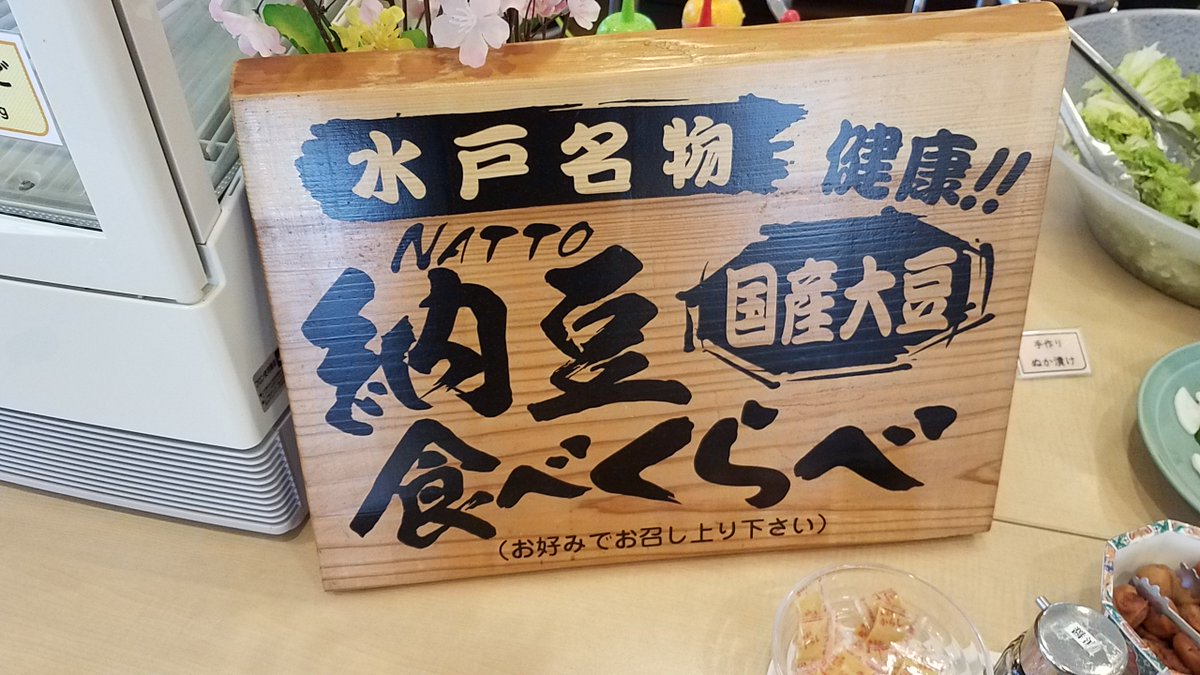 水戸名物
健康!!
NATTO
納豆
国産大豆
食べくらべ
(お好みでお召し上り下さい)
手作り
ぬか漬け